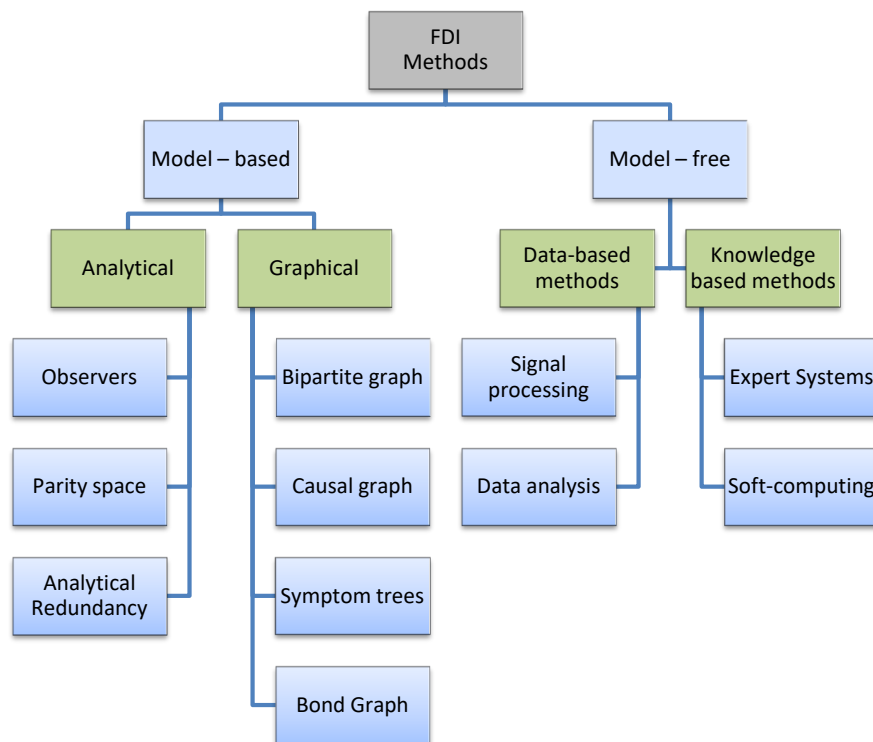 FDI
Methods
Model – based
Model – free
Analytical
Graphical
Data-based
methods
Knowledge
based methods
Observers
Bipartite graph
Signal
processing
Expert Systems
Parity space
Causal graph
Data analysis
Soft-computing
Analytical
Redundancy
Symptom trees
Bond Graph